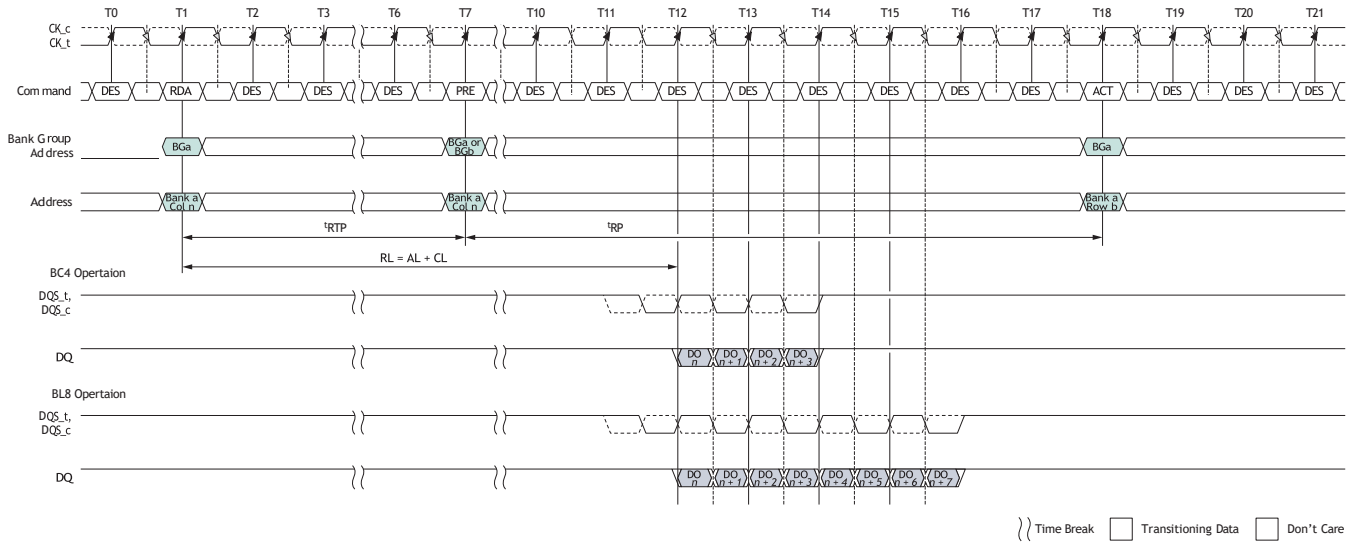 T0 T1 T2 T3 T6 T7 T10 T11 T12 T13 T14 T15 T16 T17 T18 T19 T20 T21
CK_c
CK_t
Command DES RDA DES DES DES PRE DES DES DES DES DES DES DES DES ACT DES DES DES
Bank Group
Address
BGa
BGa or
BGb
BGa
Address
Bank a
Col n
Bank a
Col n
Bank a
Row b
tRTP tRP
RL = AL + CL
BC4 Opertaion
DQS_t,
DQS_c
DQ
DO
n
DO
n + 1
DO
n + 2
DO
n + 3
BL8 Opertaion
DQS_t,
DQS_c
DQ
DO
n
DO
n + 1
DO
n + 2
DO
n + 3
DO
n + 4
DO
n + 5
DO
n + 6
DO
n + 7
Time Break Transitioning Data Don't Care